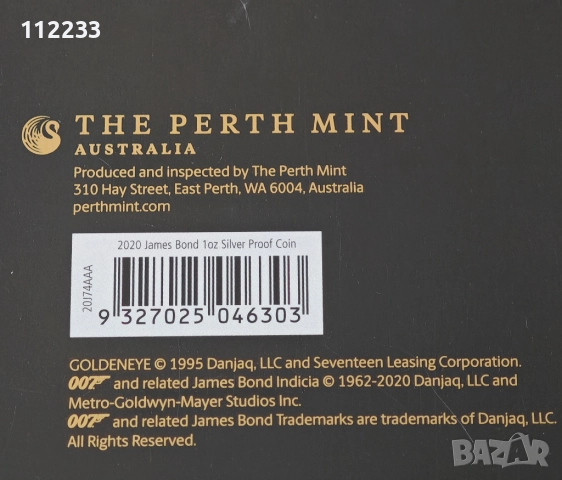 112233
THE PERTH MINT
AUSTRALIA
Produced and inspected by The Perth Mint
310 Hay Street, East Perth, WA 6004, Australia
perthmint.com
2020 James Bond 1oz Silver Proof Coin
20J74AAA
9 327025 046303
GOLDENEYE © 1995 Danjaq, LLC and Seventeen Leasing Corporation.
007 and related James Bond Indicia © 1962-2020 Danjaq, LLC and
Metro-Goldwyn-Mayer Studios Inc.
007 and related James Bond Trademarks are trademarks of Danjaq, LLC.
All Rights Reserved.
BAZAR